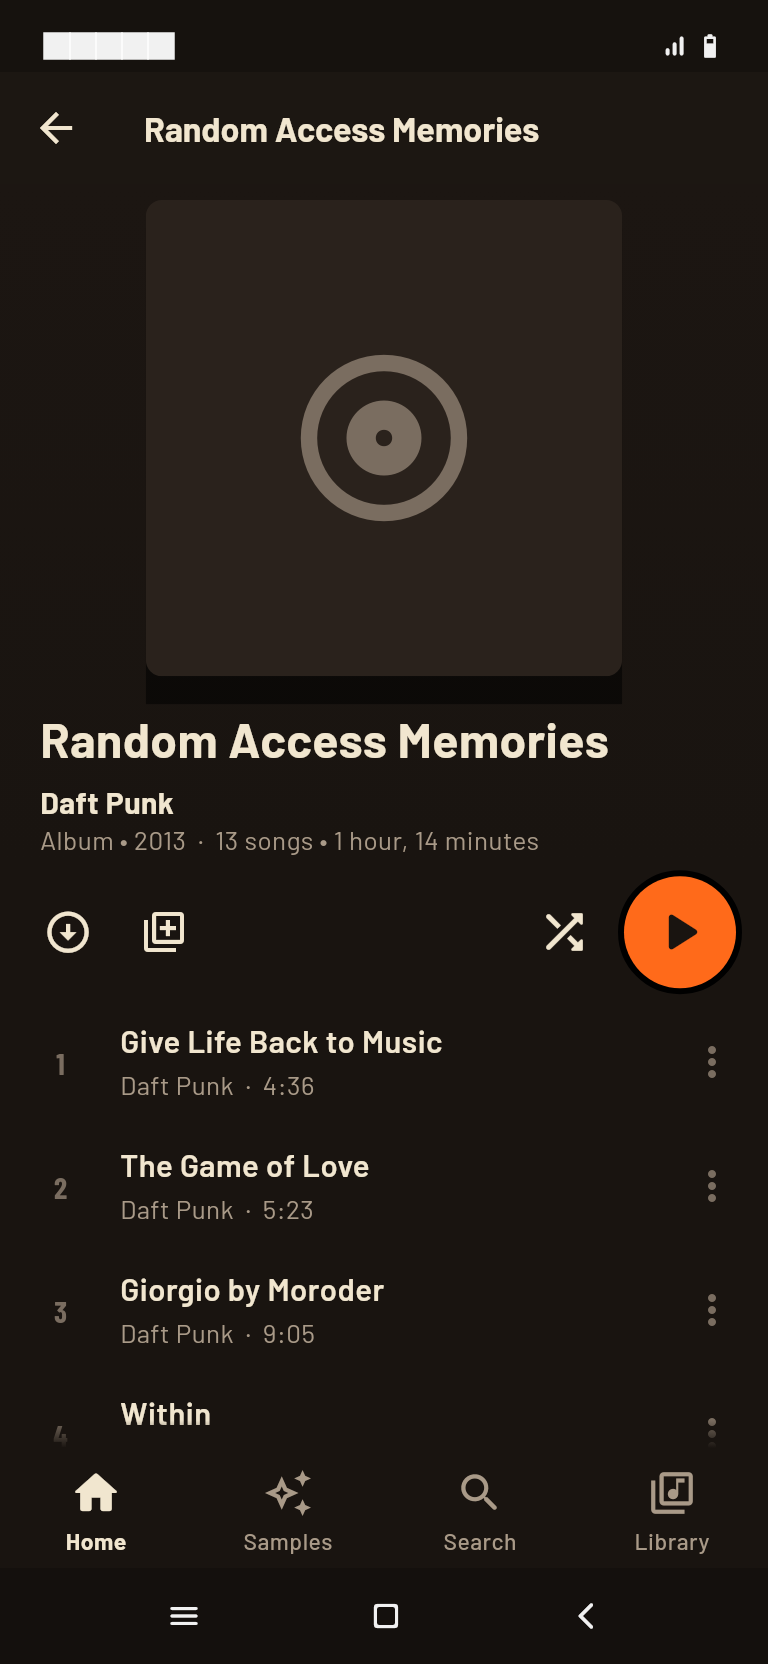 Random Access Memories
Random Access Memories
Daft Punk
Album • 2013 · 13 songs • 1 hour, 14 minutes
1
Give Life Back to Music
Daft Punk · 4:36
2
The Game of Love
Daft Punk · 5:23
3
Giorgio by Moroder
Daft Punk · 9:05
4
Within
Home
Samples
Search
Library